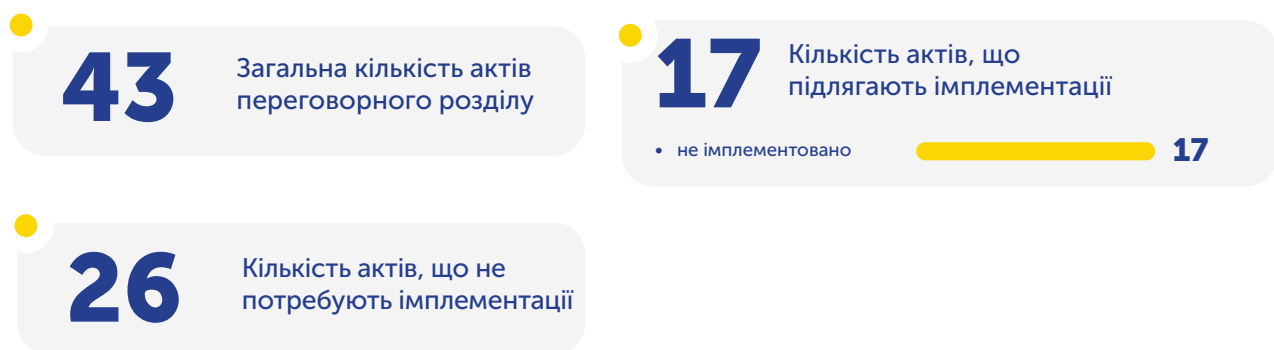 43
Загальна кількість актів
переговорного розділу
17
Кількість актів, що
підлягають імплементації
• не імплементовано
17
26
Кількість актів, що не
потребують імплементації